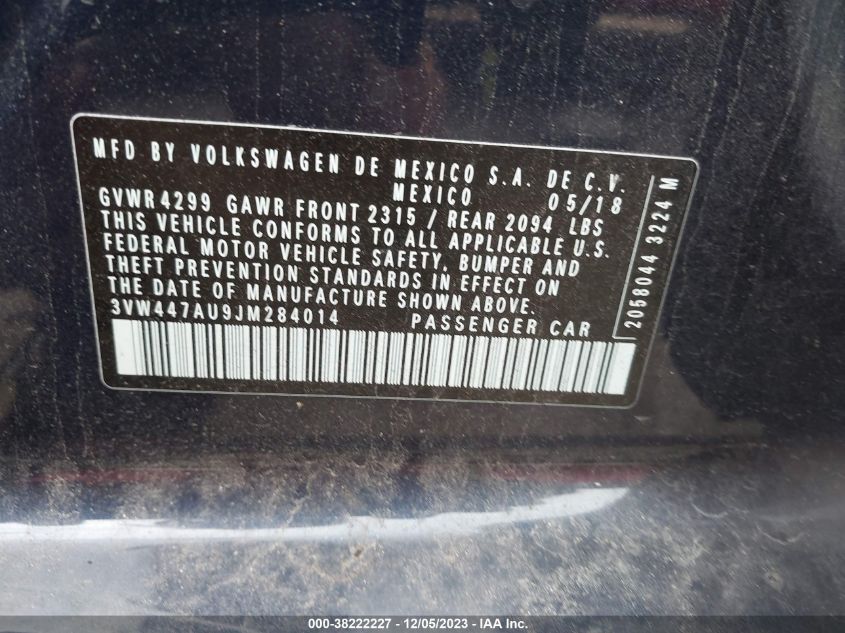 MFD BY VOLKSWAGEN DE MEXICO S.A. DE C.V.
MEXICO 05/18
GVWR 4299 GAWR FRONT 2315 / REAR 2094 LBS
THIS VEHICLE CONFORMS TO ALL APPLICABLE U.S.
FEDERAL MOTOR VEHICLE SAFETY, BUMPER AND
THEFT PREVENTION STANDARDS IN EFFECT ON
THE DATE OF MANUFACTURE SHOWN ABOVE.
3VW447AU9JM284014 PASSENGER CAR
2058044 3224 M
000-38222227 - 12/05/2023 - IAA Inc.